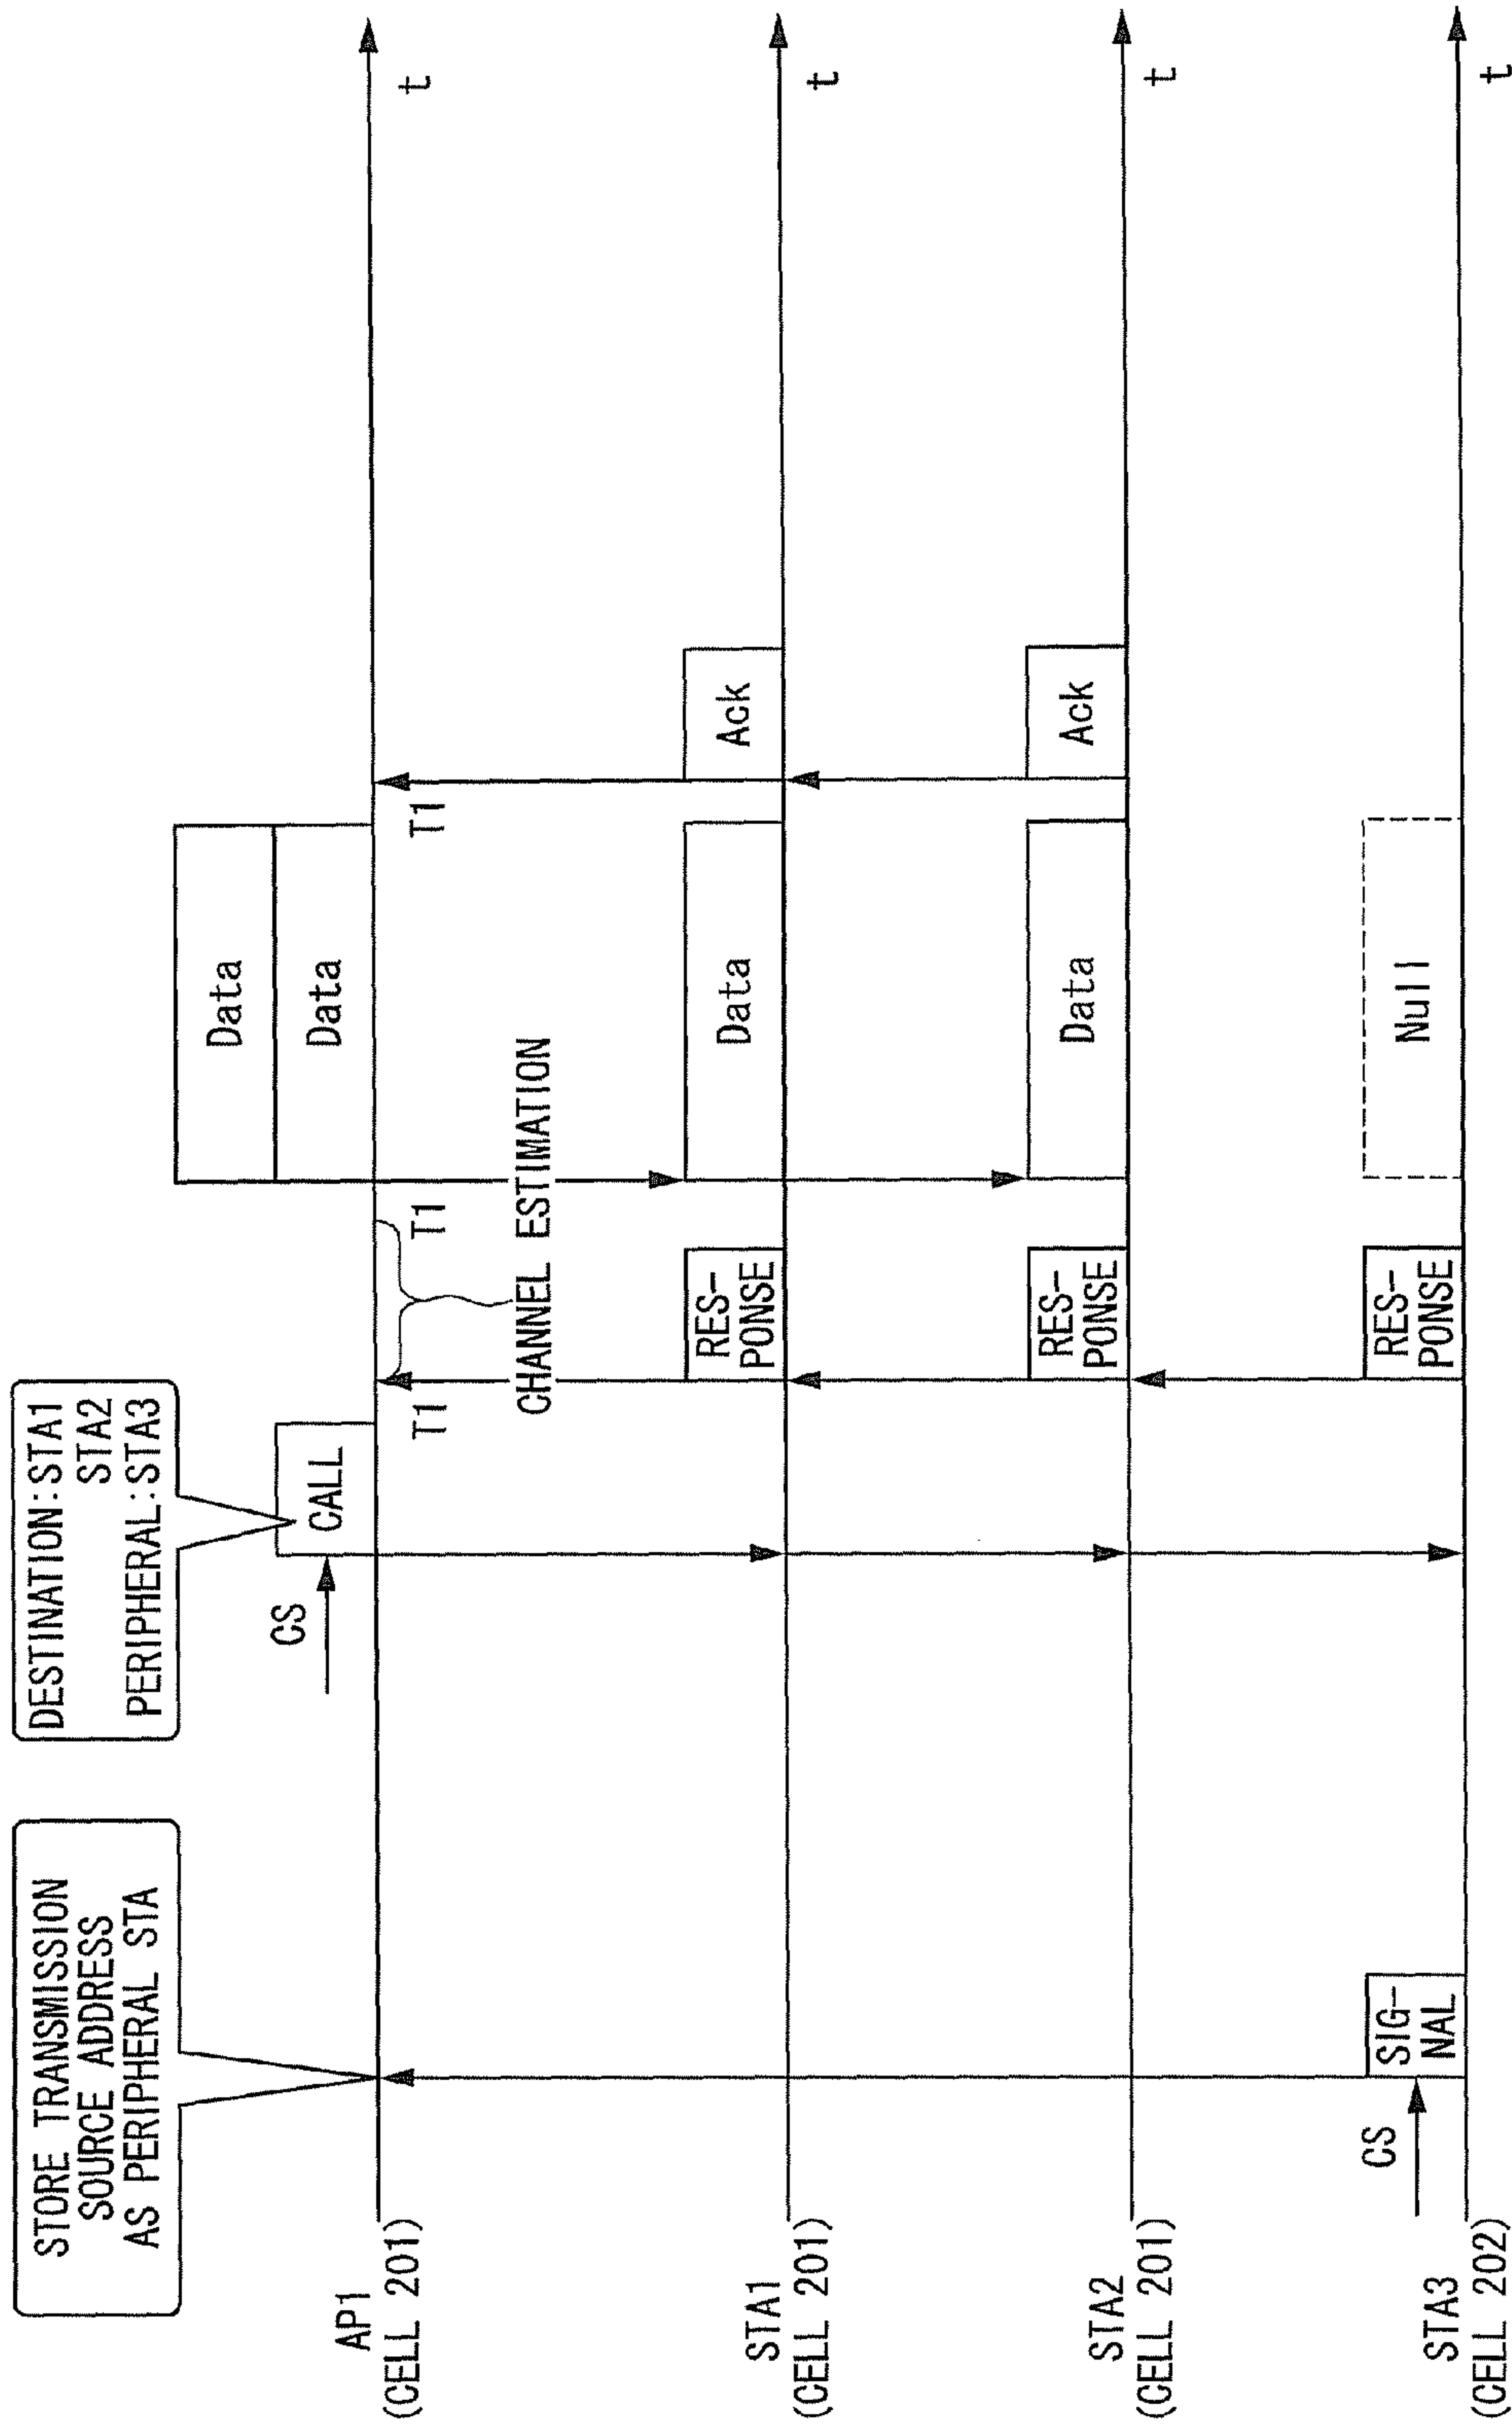 STORE TRANSMISSION
SOURCE ADDRESS
AS PERIPHERAL STA
DESTINATION:STA1
STA2
PERIPHERAL:STA3
CS
CALL
Data
Data
AP1
(CELL 201)
T1
T1
T1
t
CHANNEL ESTIMATION
RES-
PONSE
Data
Ack
STA1
(CELL 201)
t
RES-
PONSE
Data
Ack
STA2
(CELL 201)
t
CS
SIG-
NAL
RES-
PONSE
Null
STA3
(CELL 202)
t